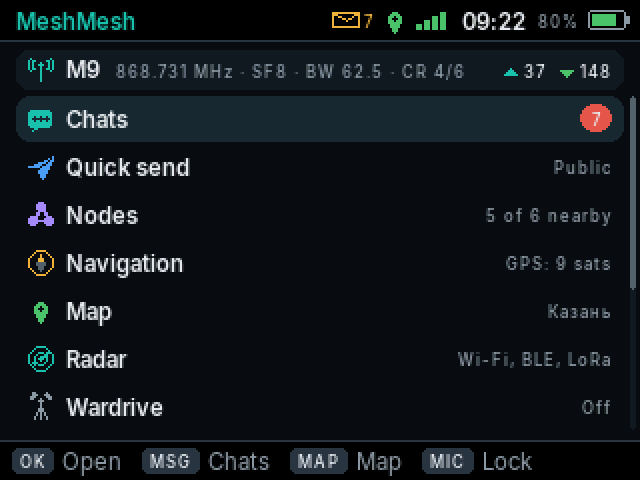 MeshMesh 7 09:22 80%
M9 868.731 MHz · SF8 · BW 62.5 · CR 4/6 37 148
Chats 7
Quick send Public
Nodes 5 of 6 nearby
Navigation GPS: 9 sats
Map Казань
Radar Wi-Fi, BLE, LoRa
Wardrive Off
OK Open MSG Chats MAP Map MIC Lock